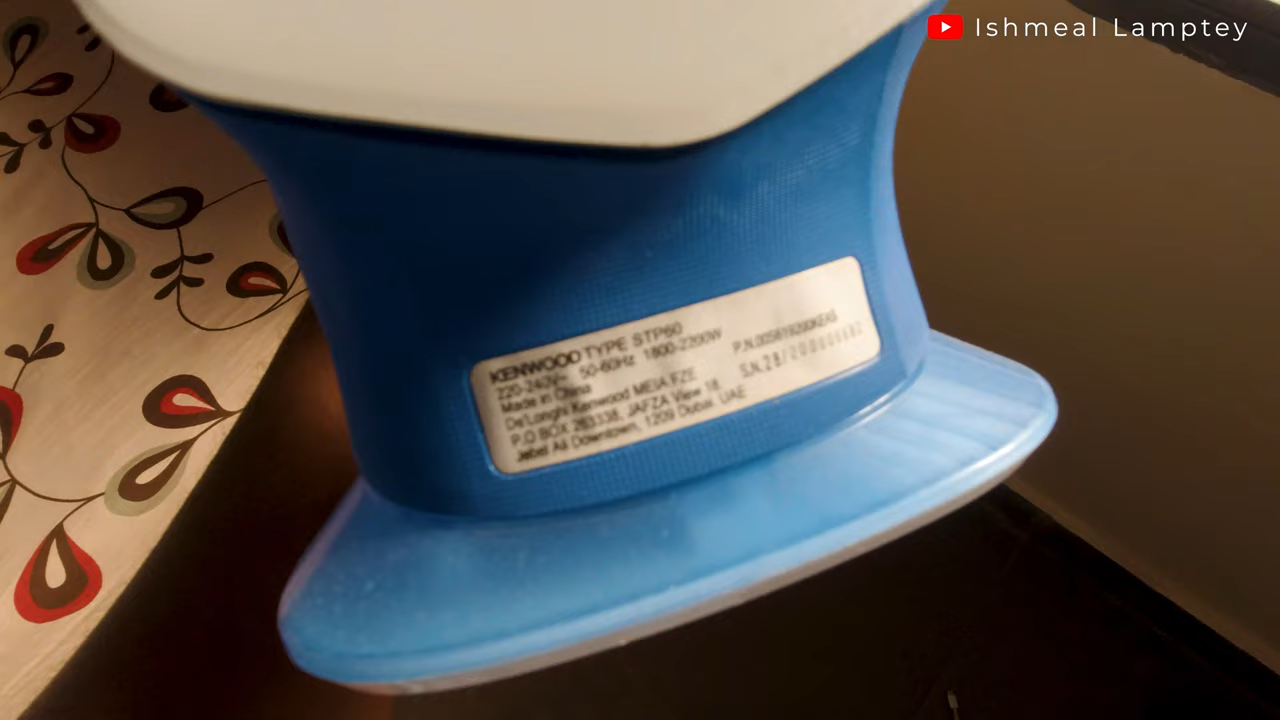 Ishmeal Lamptey
KENWOOD TYPE STP60
220-240V~ 50-60Hz 1800-2200W
Made in China
De'Longhi Kenwood MEIA FZE
P.O BOX 263338, JAFZA View 18,
Jebel Ali Downtown, 1209 Dubai, UAE
P.N.
S.N.